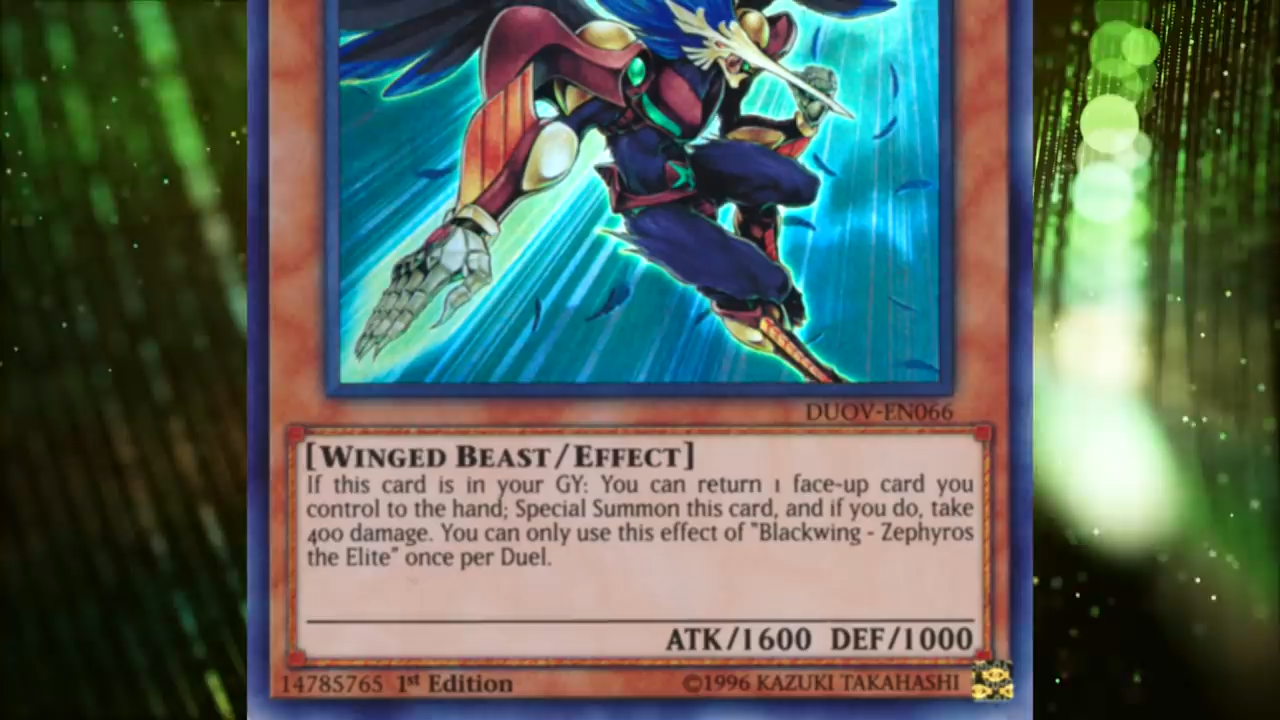 DUOV-EN066
[WINGED BEAST/EFFECT]
If this card is in your GY: You can return 1 face-up card you
control to the hand; Special Summon this card, and if you do, take
400 damage. You can only use this effect of "Blackwing - Zephyros
the Elite" once per Duel.
ATK/1600 DEF/1000
14785765 1st Edition ©1996 KAZUKI TAKAHASHI